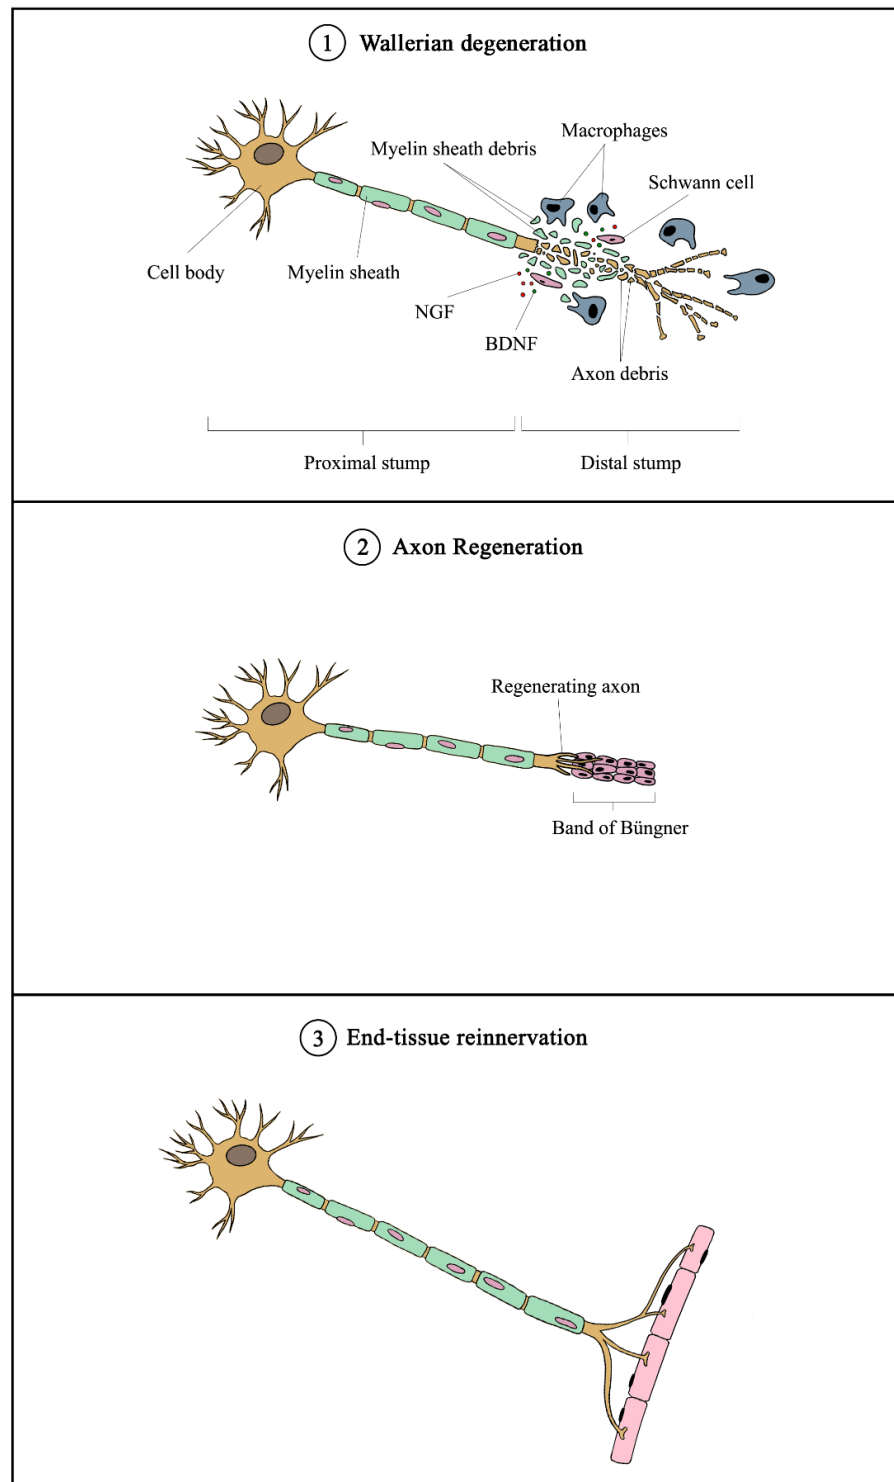 1 Wallerian degeneration
Macrophages
Myelin sheath debris
Schwann cell
Cell body
Myelin sheath
NGF
BDNF
Axon debris
Proximal stump
Distal stump
2 Axon Regeneration
Regenerating axon
Band of Büngner
3 End-tissue reinnervation